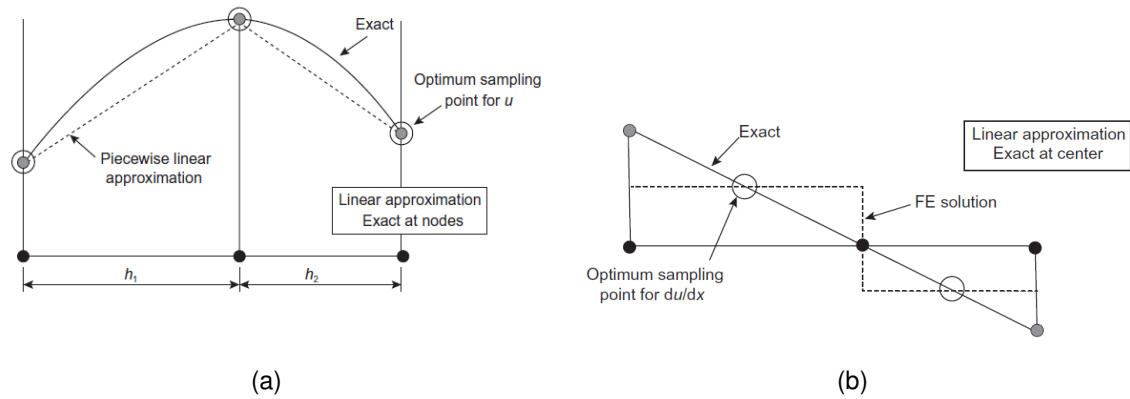 Exact
Optimum sampling
point for u
Piecewise linear
approximation
Linear approximation
Exact at nodes
h₁
h₂
(a)
Exact
Linear approximation
Exact at center
FE solution
Optimum sampling
point for du/dx
(b)